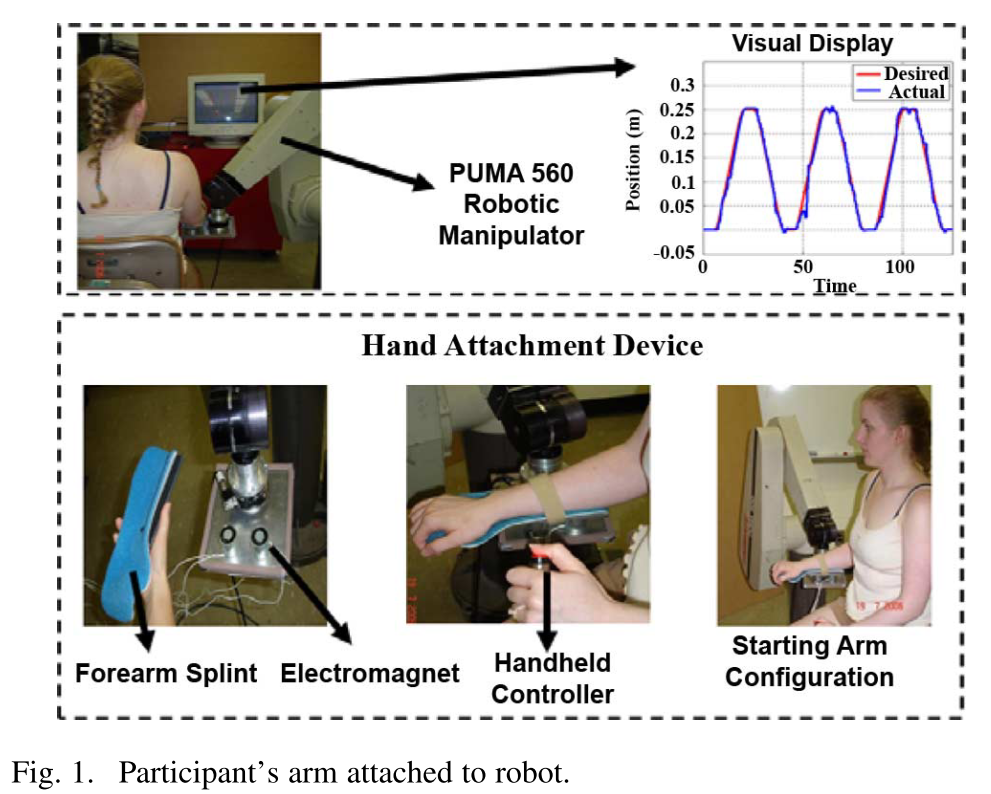 Visual Display
Desired
Actual
Position (m)
0.3
0.25
0.2
0.15
0.1
0.05
-0.05
0
50
100
Time
PUMA 560
Robotic
Manipulator
Hand Attachment Device
Forearm Splint
Electromagnet
Handheld
Controller
Starting Arm
Configuration
Fig. 1. Participant's arm attached to robot.